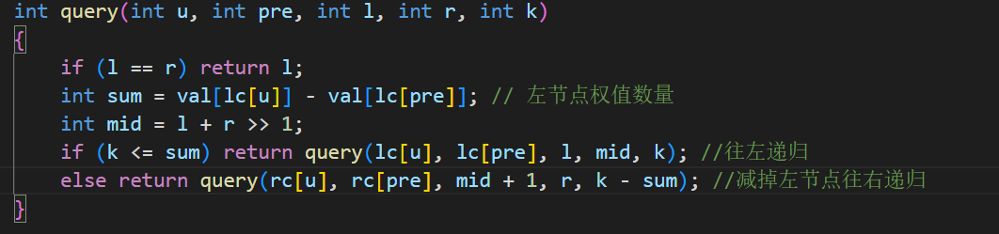 int query(int u, int pre, int l, int r, int k)
{
    if (l == r) return l;
    int sum = val[lc[u]] - val[lc[pre]]; // 左节点权值数量
    int mid = l + r >> 1;
    if (k <= sum) return query(lc[u], lc[pre], l, mid, k); //往左递归
    else return query(rc[u], rc[pre], mid + 1, r, k - sum); //减掉左节点往右递归
}